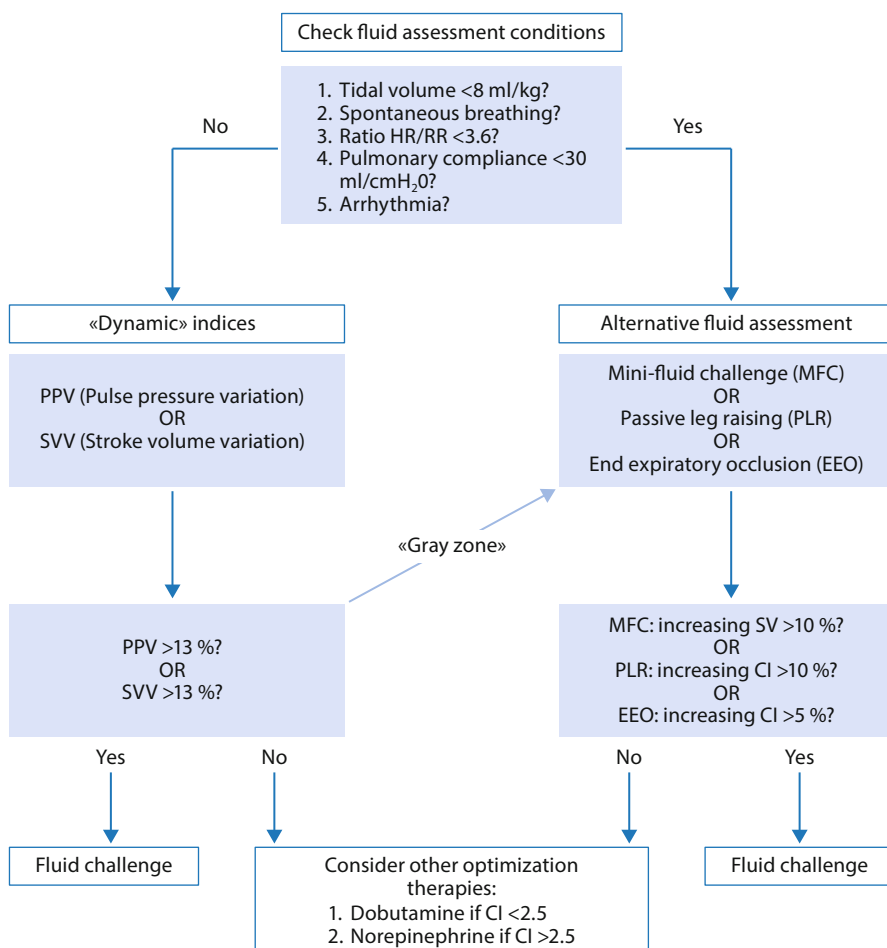 Check fluid assessment conditions
1. Tidal volume <8 ml/kg?
2. Spontaneous breathing?
3. Ratio HR/RR <3.6?
4. Pulmonary compliance <30
ml/cmH₂0?
5. Arrhythmia?
No
Yes
«Dynamic» indices
PPV (Pulse pressure variation)
OR
SVV (Stroke volume variation)
Alternative fluid assessment
Mini-fluid challenge (MFC)
OR
Passive leg raising (PLR)
OR
End expiratory occlusion (EEO)
«Gray zone»
PPV >13 %?
OR
SVV >13 %?
MFC: increasing SV >10 %?
OR
PLR: increasing CI >10 %?
OR
EEO: increasing CI >5 %?
Yes
No
No
Yes
Fluid challenge
Consider other optimization
therapies:
1. Dobutamine if CI <2.5
2. Norepinephrine if CI >2.5
Fluid challenge